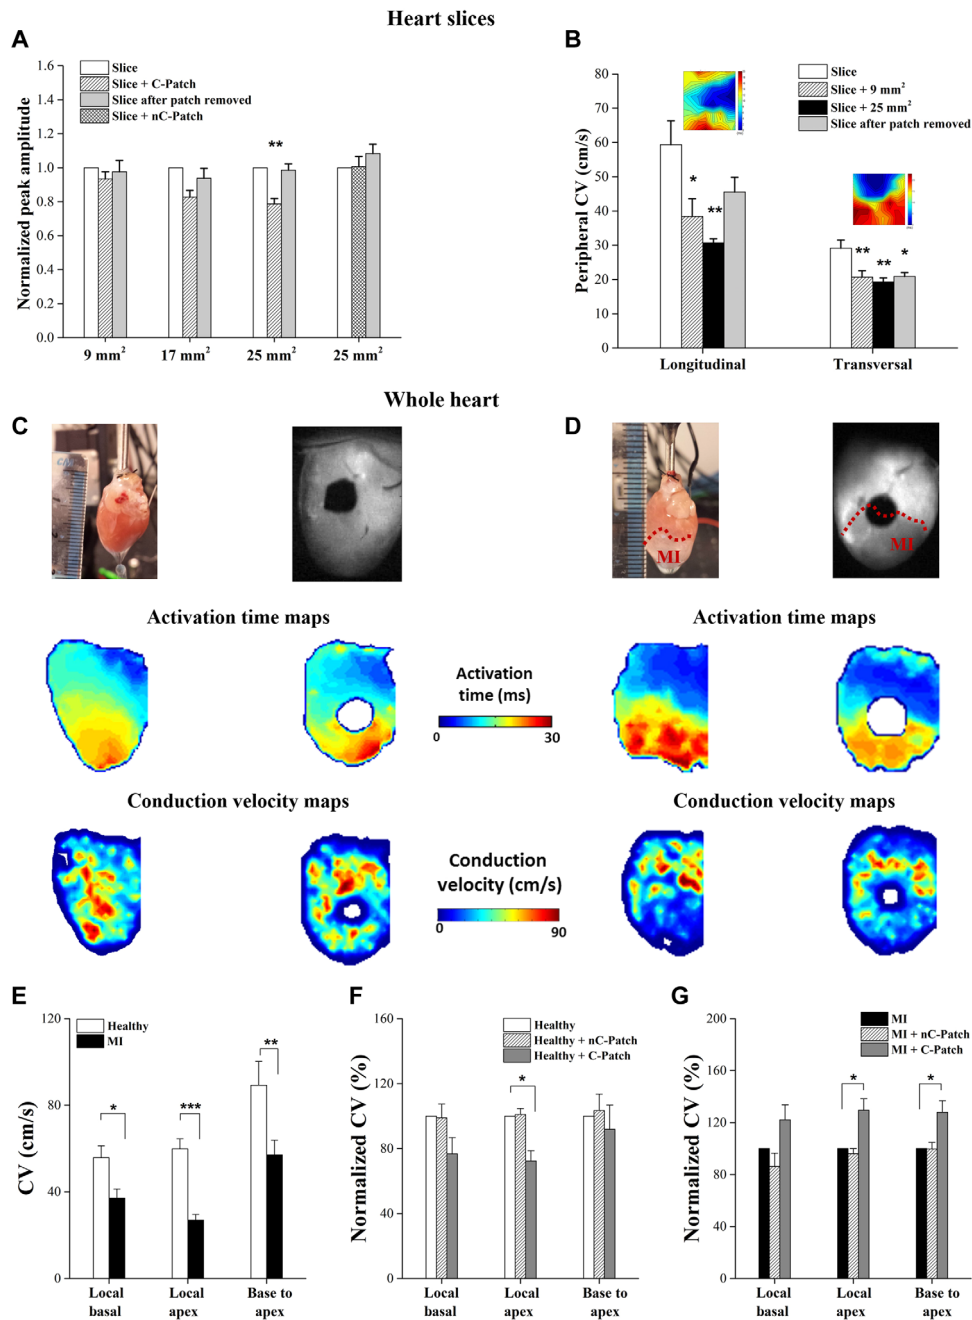 Heart slices
A
1.6
1.4
1.2
1.0
0.8
0.6
0.4
0.2
0.0
Normalized peak amplitude
Slice
Slice + C-Patch
Slice after patch removed
Slice + nC-Patch
**
9 mm²
17 mm²
25 mm²
25 mm²
B
80
70
60
50
40
30
20
10
0
Peripheral CV (cm/s)
Slice
Slice + 9 mm²
Slice + 25 mm²
Slice after patch removed
*
**
**
**
*
Longitudinal
Transversal
Whole heart
C
D
MI
MI
Activation time maps
Activation time maps
Activation
time (ms)
0
30
Conduction velocity maps
Conduction velocity maps
Conduction
velocity (cm/s)
0
90
E
120
80
40
0
CV (cm/s)
Healthy
MI
*
***
**
Local
basal
Local
apex
Base to
apex
F
160
120
80
40
0
Normalized CV (%)
Healthy
Healthy + nC-Patch
Healthy + C-Patch
*
Local
basal
Local
apex
Base to
apex
G
200
160
120
80
40
0
Normalized CV (%)
MI
MI + nC-Patch
MI + C-Patch
*
*
Local
basal
Local
apex
Base to
apex